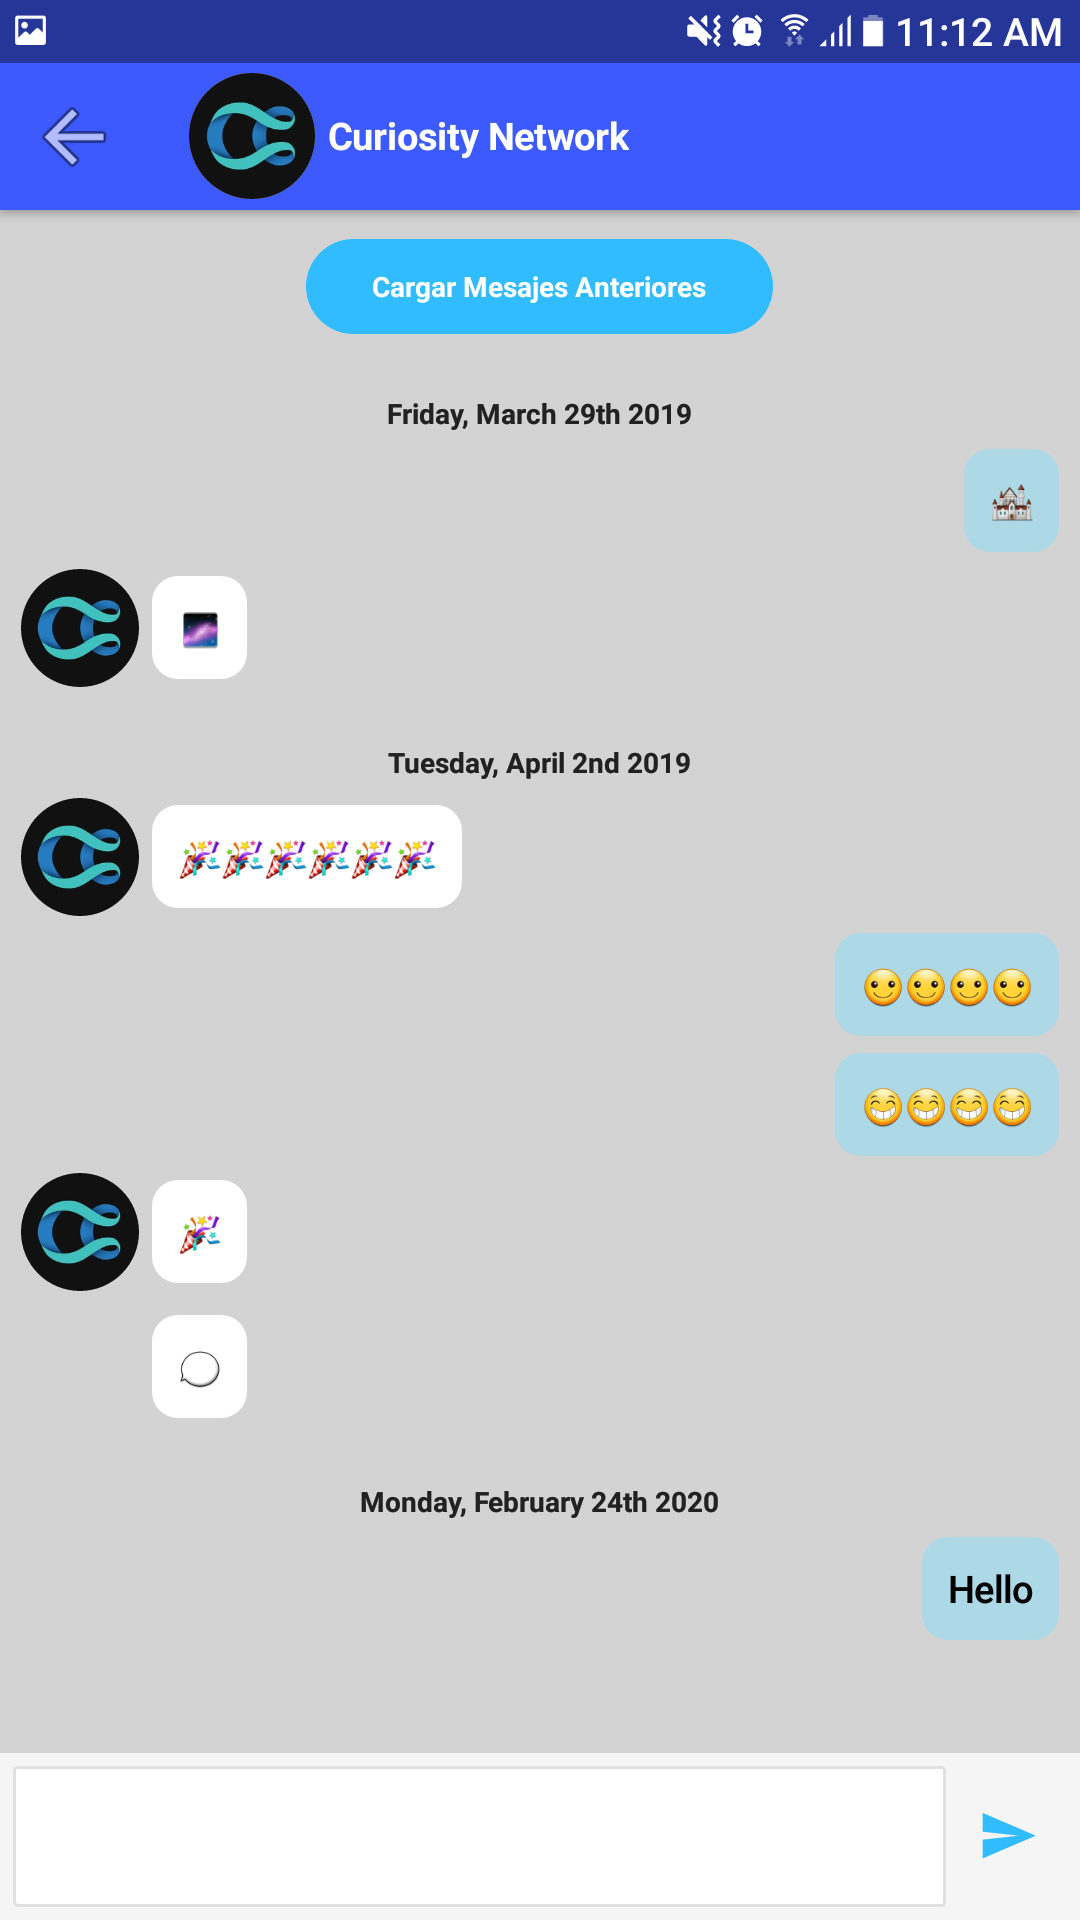 11:12 AM
Curiosity Network
Cargar Mesajes Anteriores
Friday, March 29th 2019
🏰
🌌
Tuesday, April 2nd 2019
🎉🎉🎉🎉🎉🎉
🙂🙂🙂🙂
😁😁😁😁
🎉
💭
Monday, February 24th 2020
Hello